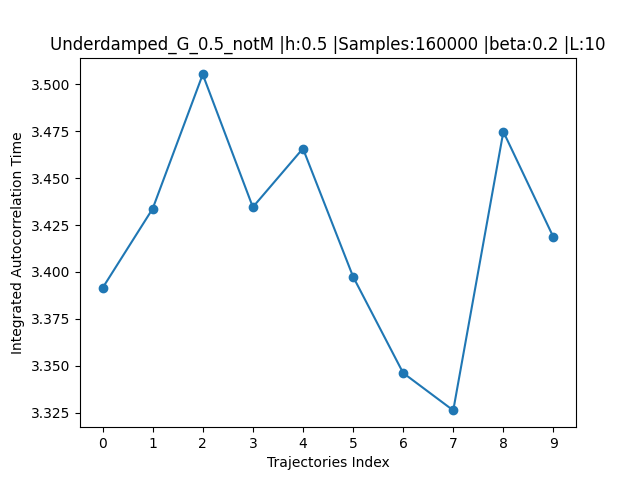 Underdamped_G_0.5_notM |h:0.5 |Samples:160000 |beta:0.2 |L:10
Integrated Autocorrelation Time
3.500
3.475
3.450
3.425
3.400
3.375
3.350
3.325
0 1 2 3 4 5 6 7 8 9
Trajectories Index